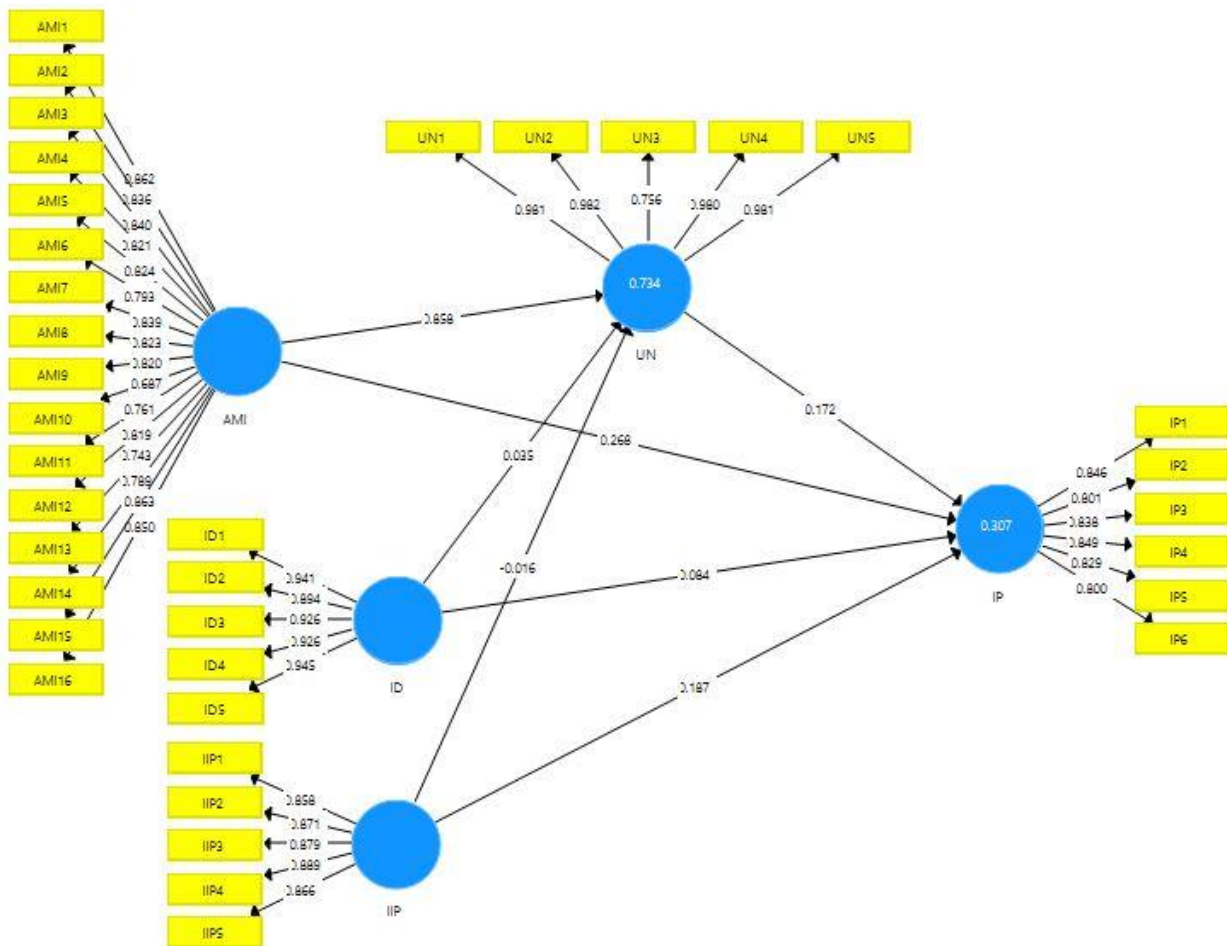 AMI1
AMI2
AMI3
AMI4
AMI5
AMI6
AMI7
AMI8
AMI9
AMI10
AMI11
AMI12
AMI13
AMI14
AMI15
AMI16
0.862
0.836
0.840
0.821
0.824
0.793
0.839
0.823
0.820
0.687
0.761
0.819
0.743
0.789
0.863
0.850
AMI
UN1 UN2 UN3 UN4 UN5
0.981 0.982 0.756 0.980 0.981
0.734
UN
0.858
0.268
0.035
-0.016
0.172
0.084
0.187
ID1
ID2
ID3
ID4
ID5
0.941
0.894
0.926
0.926
0.945
ID
IIP1
IIP2
IIP3
IIP4
IIP5
0.858
0.871
0.879
0.889
0.866
IIP
0.307
IP
0.846
0.801
0.838
0.849
0.829
0.800
IP1
IP2
IP3
IP4
IP5
IP6